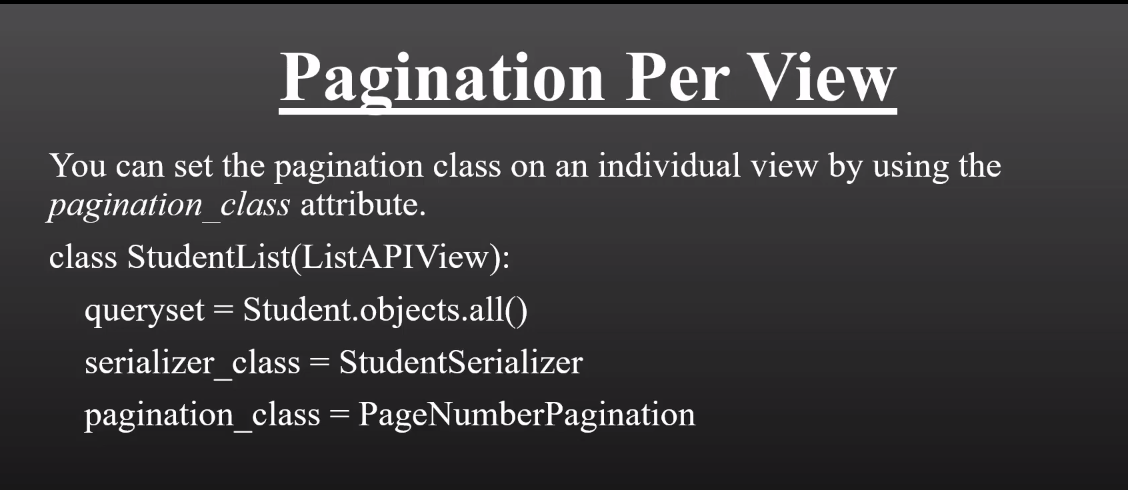 Pagination Per View
You can set the pagination class on an individual view by using the
pagination_class attribute.
class StudentList(ListAPIView):
queryset = Student.objects.all()
serializer_class = StudentSerializer
pagination_class = PageNumberPagination